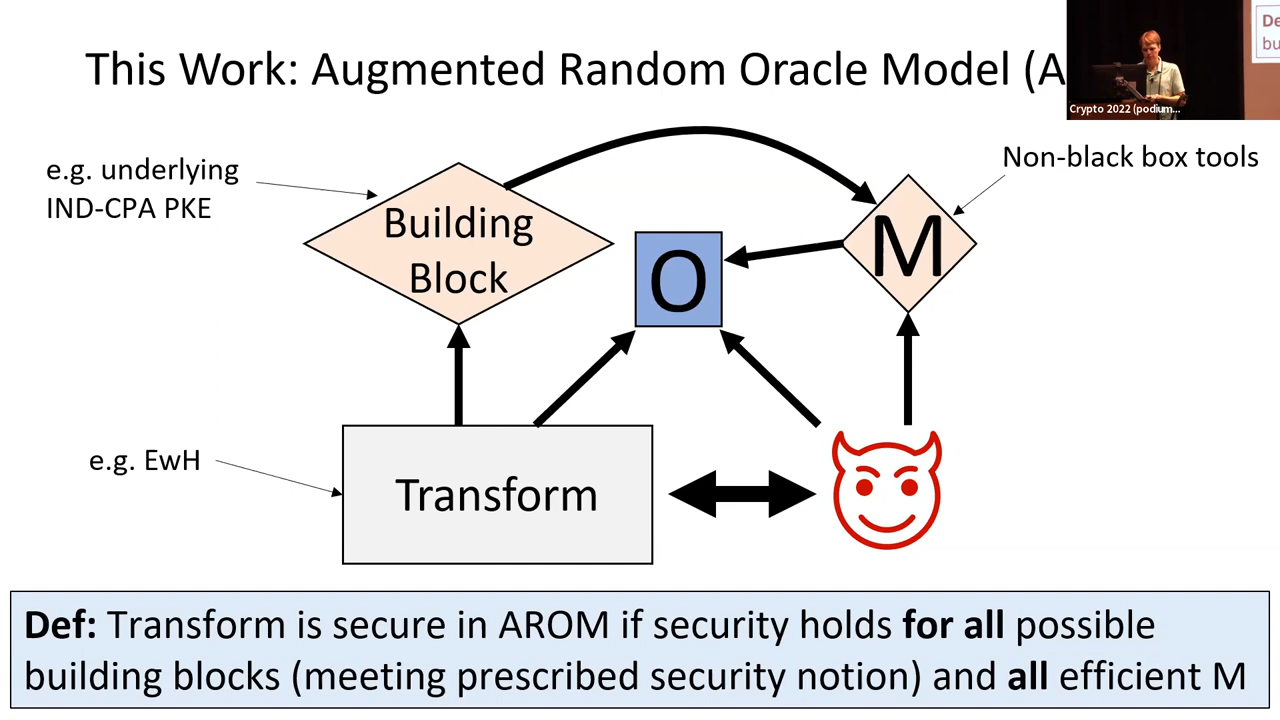 This Work: Augmented Random Oracle Model (A
De
bu
Crypto 2022 (podium...
e.g. underlying
IND-CPA PKE
Non-black box tools
Building
Block
O
M
e.g. EwH
Transform
Def: Transform is secure in AROM if security holds for all possible
building blocks (meeting prescribed security notion) and all efficient M